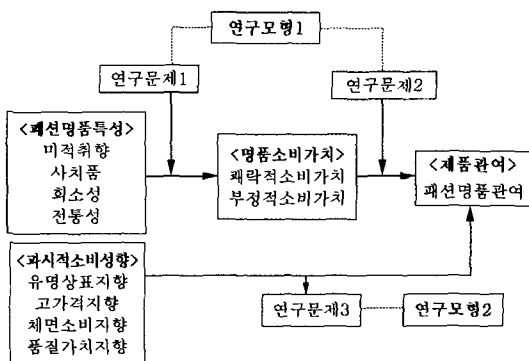 연구모형1
연구문제1
연구문제2
<패션명품특성>
미적취향
사치품
희소성
전통성
<명품소비가치>
쾌락적소비가치
부정적소비가치
<제품관여>
패션명품관여
<과시적소비성향>
유명상표지향
고가격지향
체면소비지향
품질가치지향
연구문제3
연구모형2